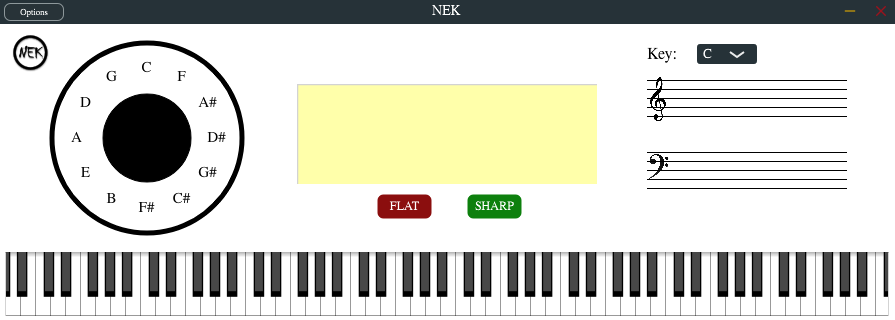 Options
NEK
NEK
Key: C
C
G F
D A#
A D#
E G#
B C#
F#
FLAT SHARP